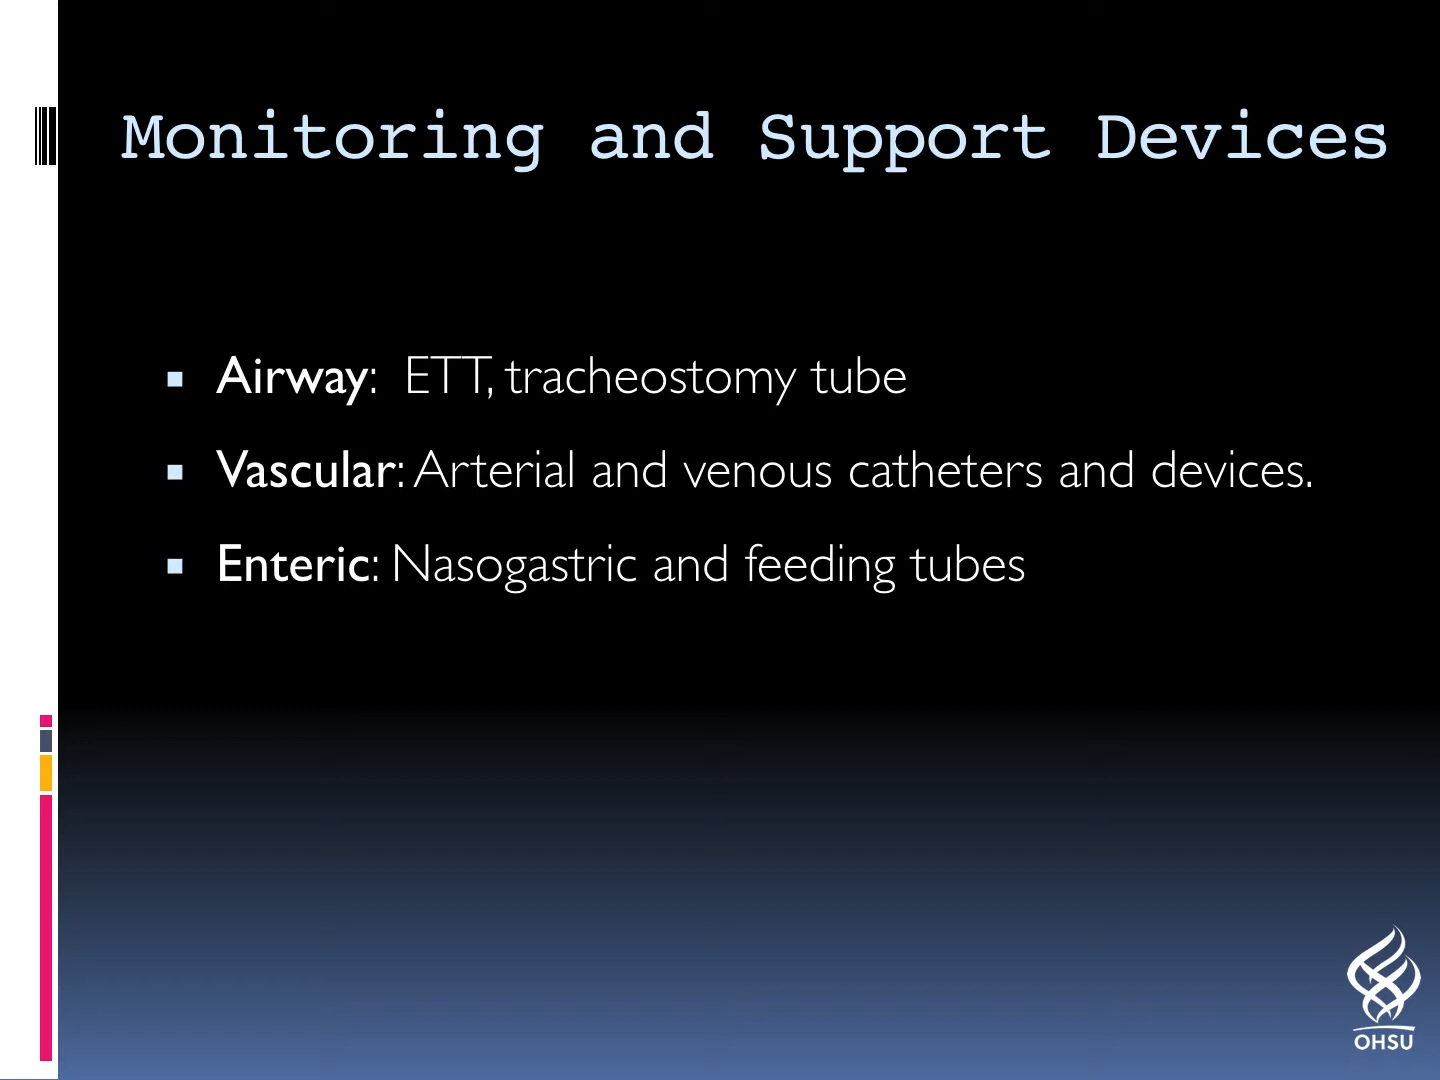 Monitoring and Support Devices
▪ Airway: ETT, tracheostomy tube
▪ Vascular: Arterial and venous catheters and devices.
▪ Enteric: Nasogastric and feeding tubes
OHSU